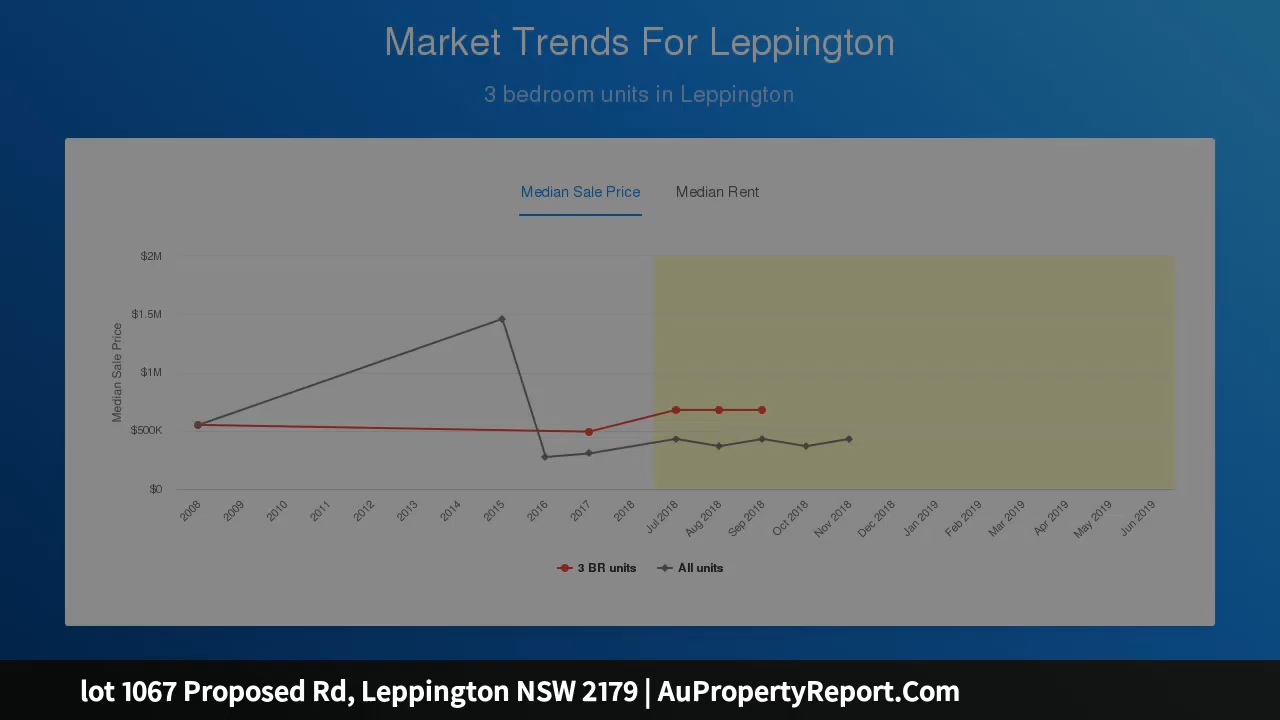 Market Trends For Leppington
3 bedroom units in Leppington
Median Sale Price Median Rent
Median Sale Price
$2M
$1.5M
$1M
$500K
$0
2008 2009 2010 2011 2012 2013 2014 2015 2016 2017 2018 Jul 2018 Aug 2018 Sep 2018 Oct 2018 Nov 2018 Dec 2018 Jan 2019 Feb 2019 Mar 2019 Apr 2019 May 2019 Jun 2019
3 BR units All units
lot 1067 Proposed Rd, Leppington NSW 2179 | AuPropertyReport.Com